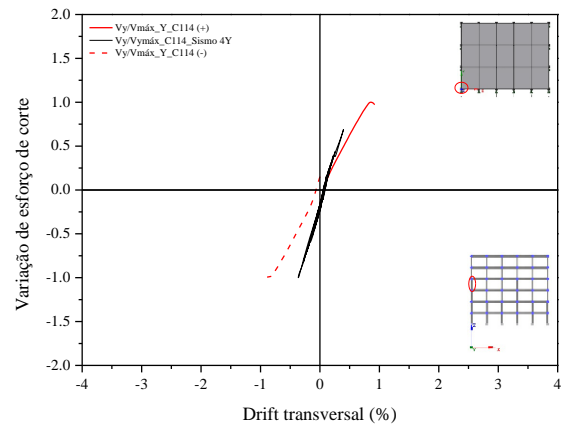 Vy/Vmáx_Y_C114 (+)
Vy/Vymáx_C114_Sismo 4Y
Vy/Vmáx_Y_C114 (-)
Variação de esforço de corte
2.0
1.5
1.0
0.5
0.0
-0.5
-1.0
-1.5
-2.0
-4 -3 -2 -1 0 1 2 3 4
Drift transversal (%)